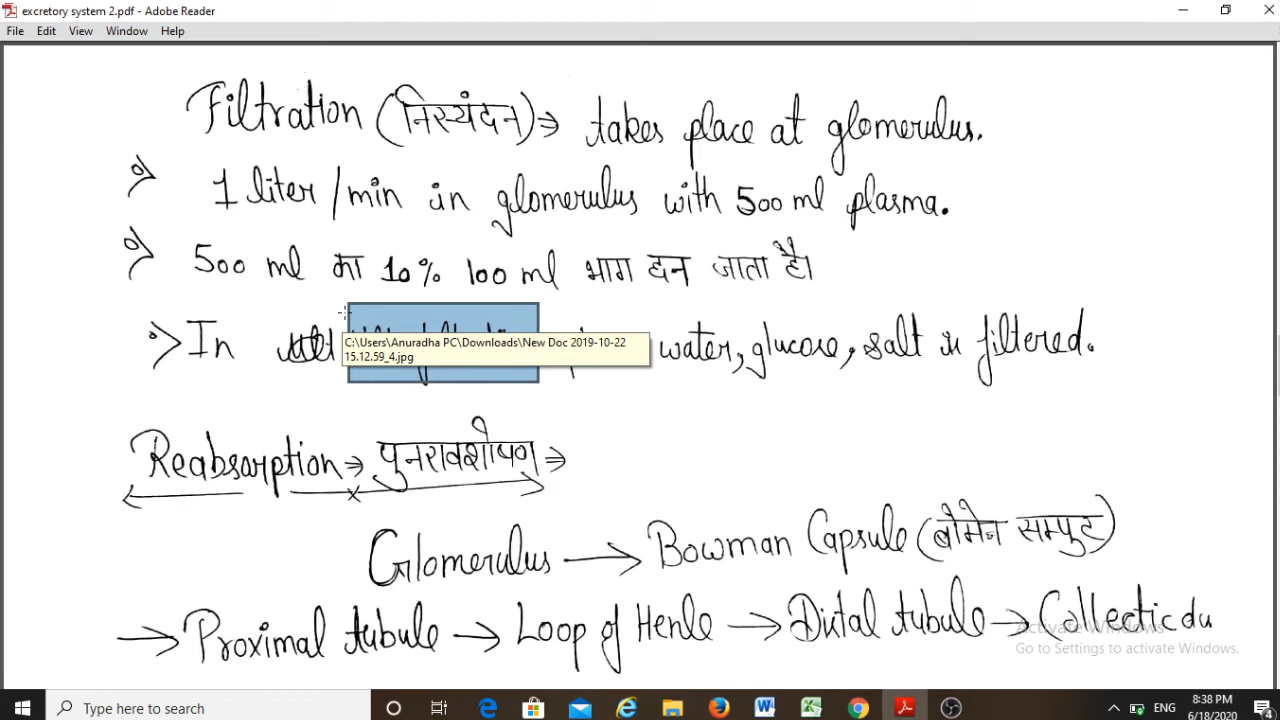 excretory system 2.pdf - Adobe Reader
File Edit View Window Help
Filtration (निस्यंदन) ⇒ takes place at glomerulus.
1 liter / min in glomerulus with 500 ml plasma.
500 ml का 10% 100 ml भाग छन जाता है।
⇒ In water, glucose, salt is filtered.
C:\Users\Anuradha PC\Downloads\New Doc 2019-10-22
15.12.59_4.jpg
Reabsorption ⇒ पुनरावशोषण ⇒
Glomerulus → Bowman Capsule (बोमेन सम्पुट)
→ Proximal tubule → Loop of Henle → Distal tubule → Collectic du
Activate Windows
Go to Settings to activate Windows.
Type here to search
ENG
8:38 PM
6/18/2020
4